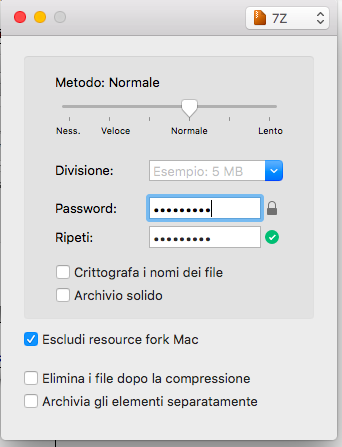 7Z
Metodo: Normale
Ness. Veloce Normale Lento
Divisione: Esempio: 5 MB
Password: •••••••••
Ripeti: •••••••••
Crittografa i nomi dei file
Archivio solido
Escludi resource fork Mac
Elimina i file dopo la compressione
Archivia gli elementi separatamente